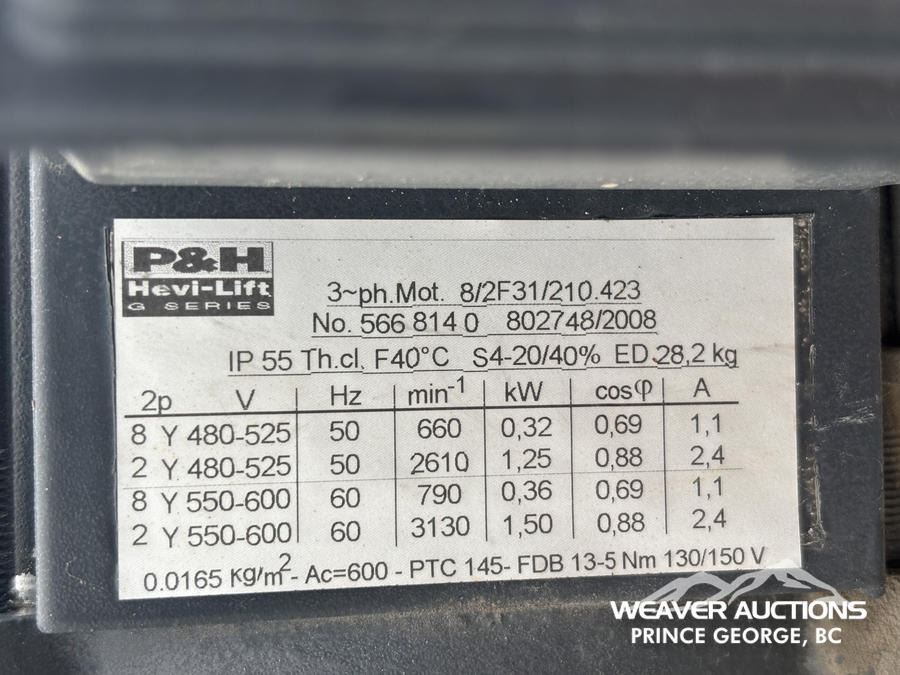 P&H
Hevi-Lift
G SERIES
3~ph.Mot. 8/2F31/210.423
No. 566 814 0 802748/2008
IP 55 Th.cl. F40°C S4-20/40% ED 28,2 kg
2p V Hz min-1 kW cosφ A
8 Y 480-525 50 660 0,32 0,69 1,1
2 Y 480-525 50 2610 1,25 0,88 2,4
8 Y 550-600 60 790 0,36 0,69 1,1
2 Y 550-600 60 3130 1,50 0,88 2,4
0.0165 Kg/m2 - Ac=600 - PTC 145- FDB 13-5 Nm 130/150 V
WEAVER AUCTIONS
PRINCE GEORGE, BC